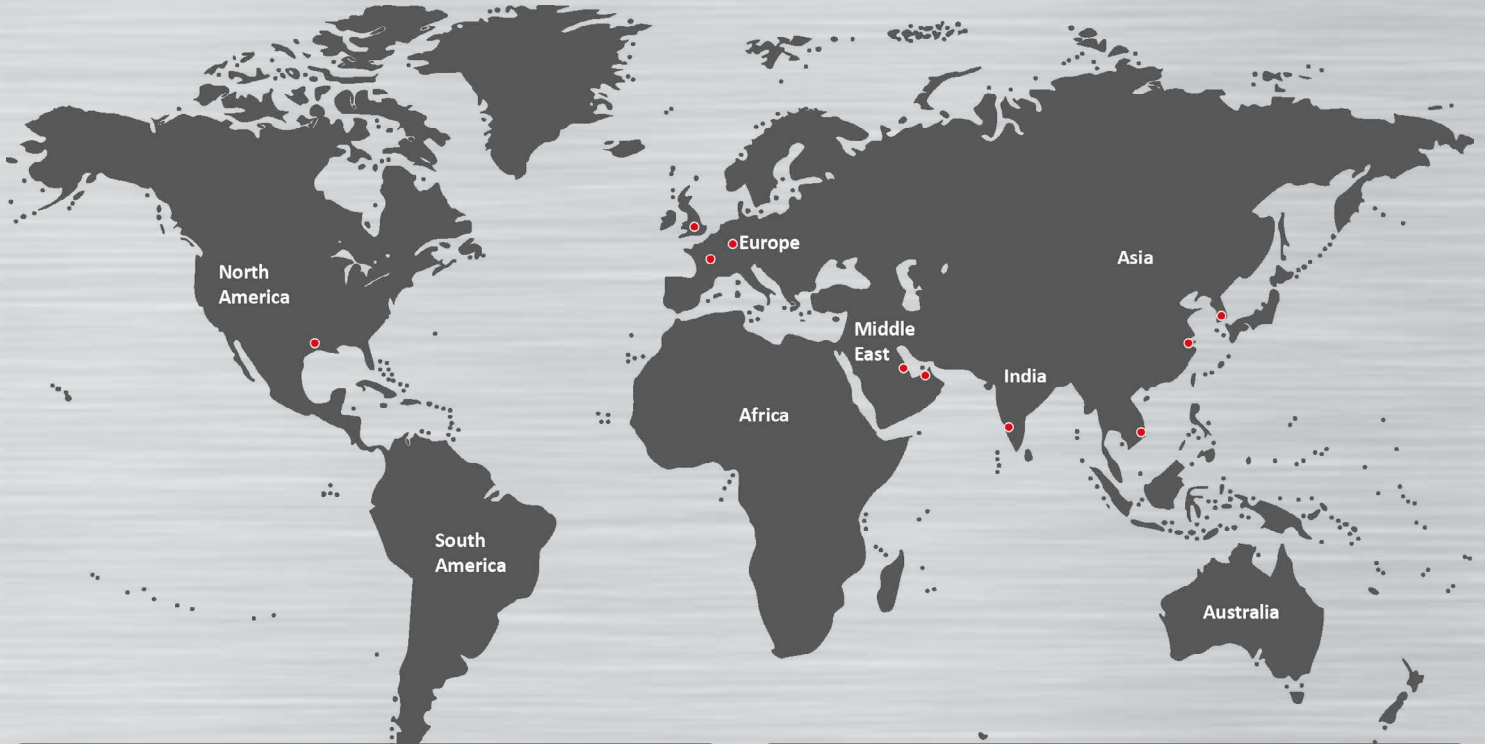 North
America
Europe
Asia
Middle
East
India
Africa
South
America
Australia